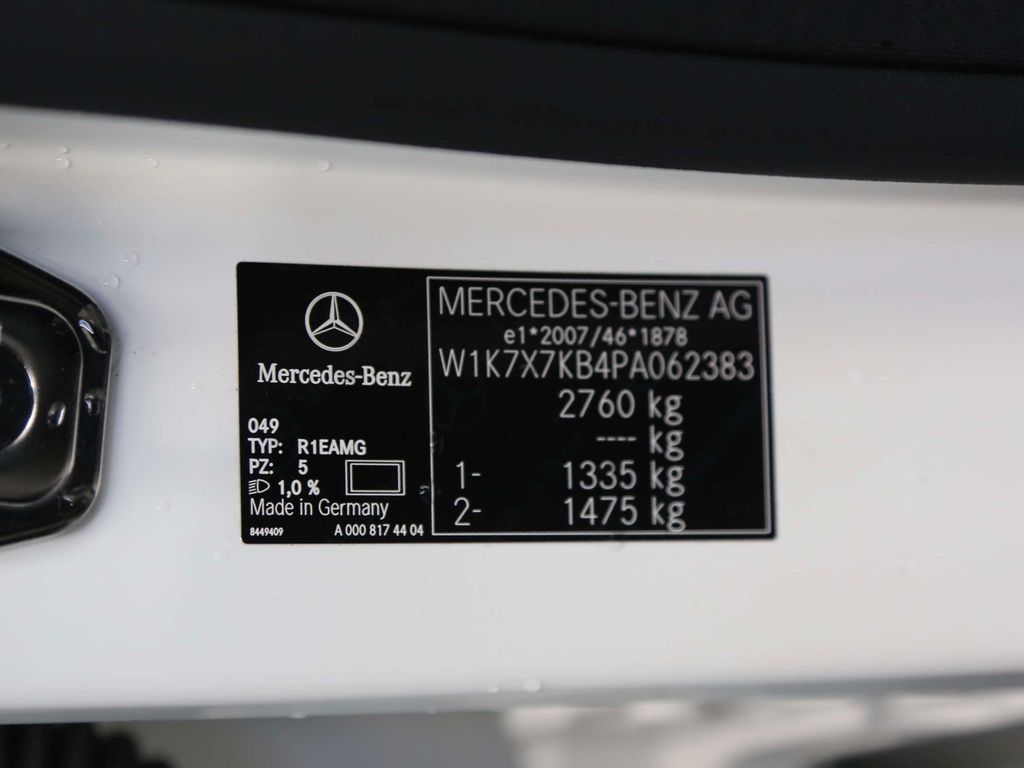 Mercedes-Benz
049
TYP: R1EAMG
PZ: 5
1,0 %
Made in Germany
8449409 A 000 817 44 04
MERCEDES-BENZ AG
e1*2007/46*1878
W1K7X7KB4PA062383
2760 kg
---- kg
1- 1335 kg
2- 1475 kg